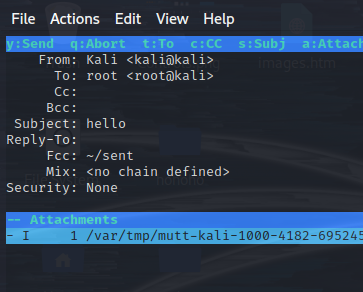 File Actions Edit View Help
y:Send q:Abort t:To c:CC s:Subj a:Attach
From: Kali <kali@kali>
To: root <root@kali>
Cc:
Bcc:
Subject: hello
Reply-To:
Fcc: ~/sent
Mix: <no chain defined>
Security: None
-- Attachments
- I 1 /var/tmp/mutt-kali-1000-4182-695245
images.htm